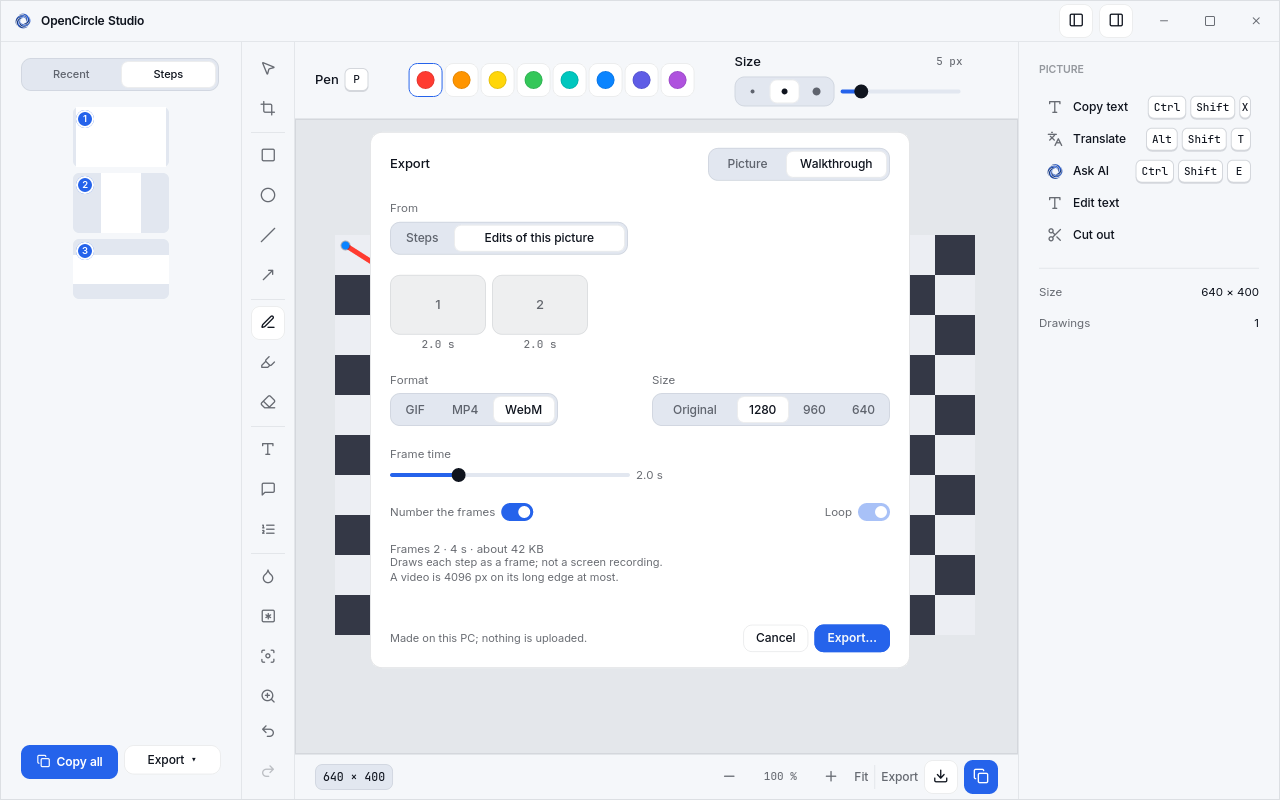 OpenCircle Studio
Recent Steps
1
2
3
Copy all
Export
Pen P
Size 5 px
Export
Picture Walkthrough
From
Steps Edits of this picture
1 2
2.0 s 2.0 s
Format
GIF MP4 WebM
Size
Original 1280 960 640
Frame time
2.0 s
Number the frames
Loop
Frames 2 · 4 s · about 42 KB
Draws each step as a frame; not a screen recording.
A video is 4096 px on its long edge at most.
Made on this PC; nothing is uploaded.
Cancel Export...
640 × 400
100 %
Fit Export
PICTURE
Copy text Ctrl Shift X
Translate Alt Shift T
Ask AI Ctrl Shift E
Edit text
Cut out
Size 640 × 400
Drawings 1